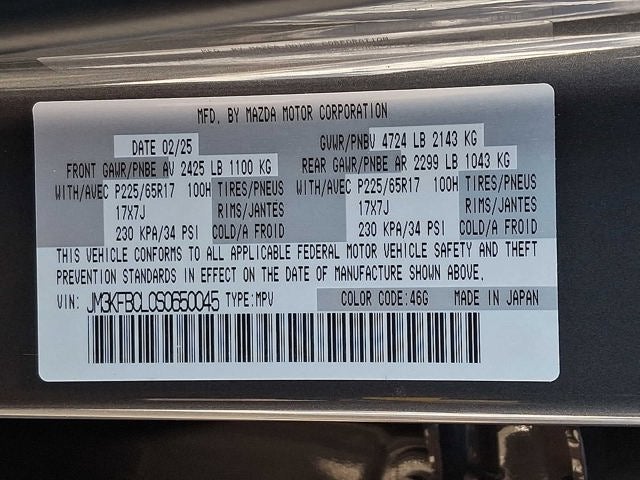 MFD. BY MAZDA MOTOR CORPORATION
DATE 02/25 GVWR/PNBV 4724 LB 2143 KG
FRONT GAWR/PNBE AV 2425 LB 1100 KG REAR GAWR/PNBE AR 2299 LB 1043 KG
WITH/AVEC P225/65R17 100H TIRES/PNEUS WITH/AVEC P225/65R17 100H TIRES/PNEUS
17X7J RIMS/JANTES 17X7J RIMS/JANTES
230 KPA/34 PSI COLD/A FROID 230 KPA/34 PSI COLD/A FROID
THIS VEHICLE CONFORMS TO ALL APPLICABLE FEDERAL MOTOR VEHICLE SAFETY AND THEFT
PREVENTION STANDARDS IN EFFECT ON THE DATE OF MANUFACTURE SHOWN ABOVE.
VIN: JM3KFBCL0S0650045 TYPE:MPV COLOR CODE:46G MADE IN JAPAN